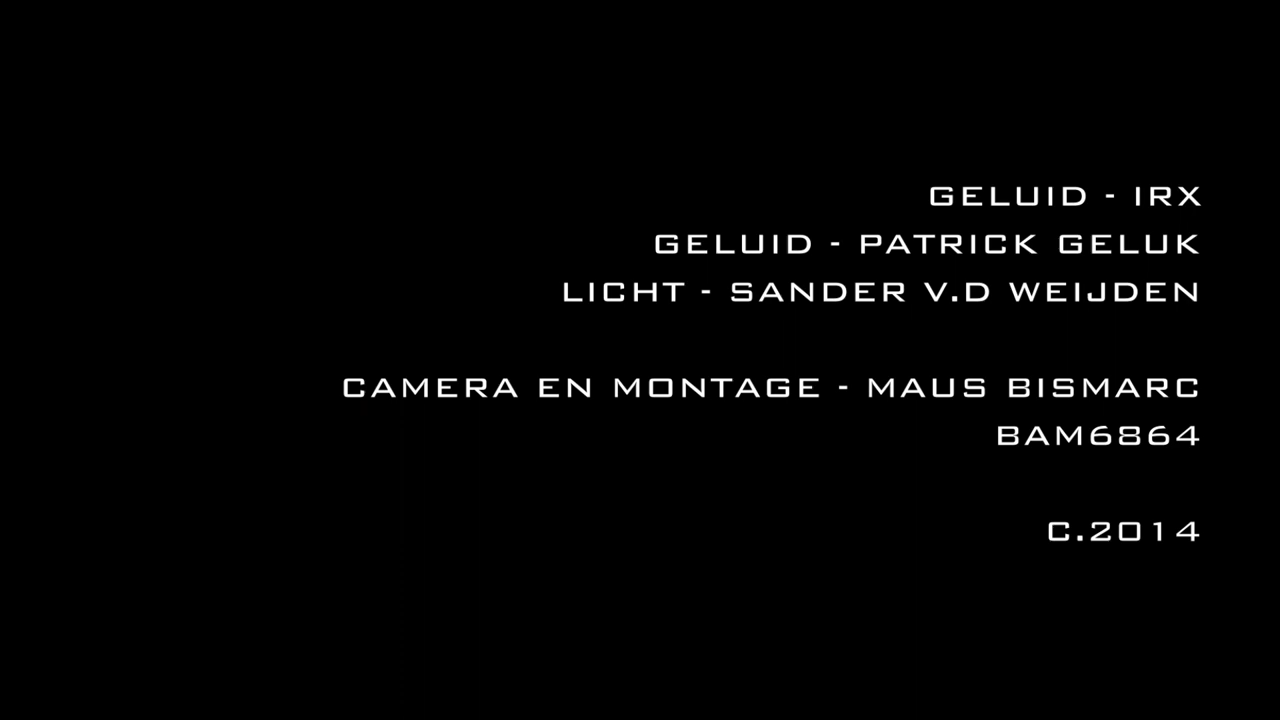 GELUID - IRX
GELUID - PATRICK GELUK
LICHT - SANDER V.D WEIJDEN
CAMERA EN MONTAGE - MAUS BISMARC
BAM6864
C.2014